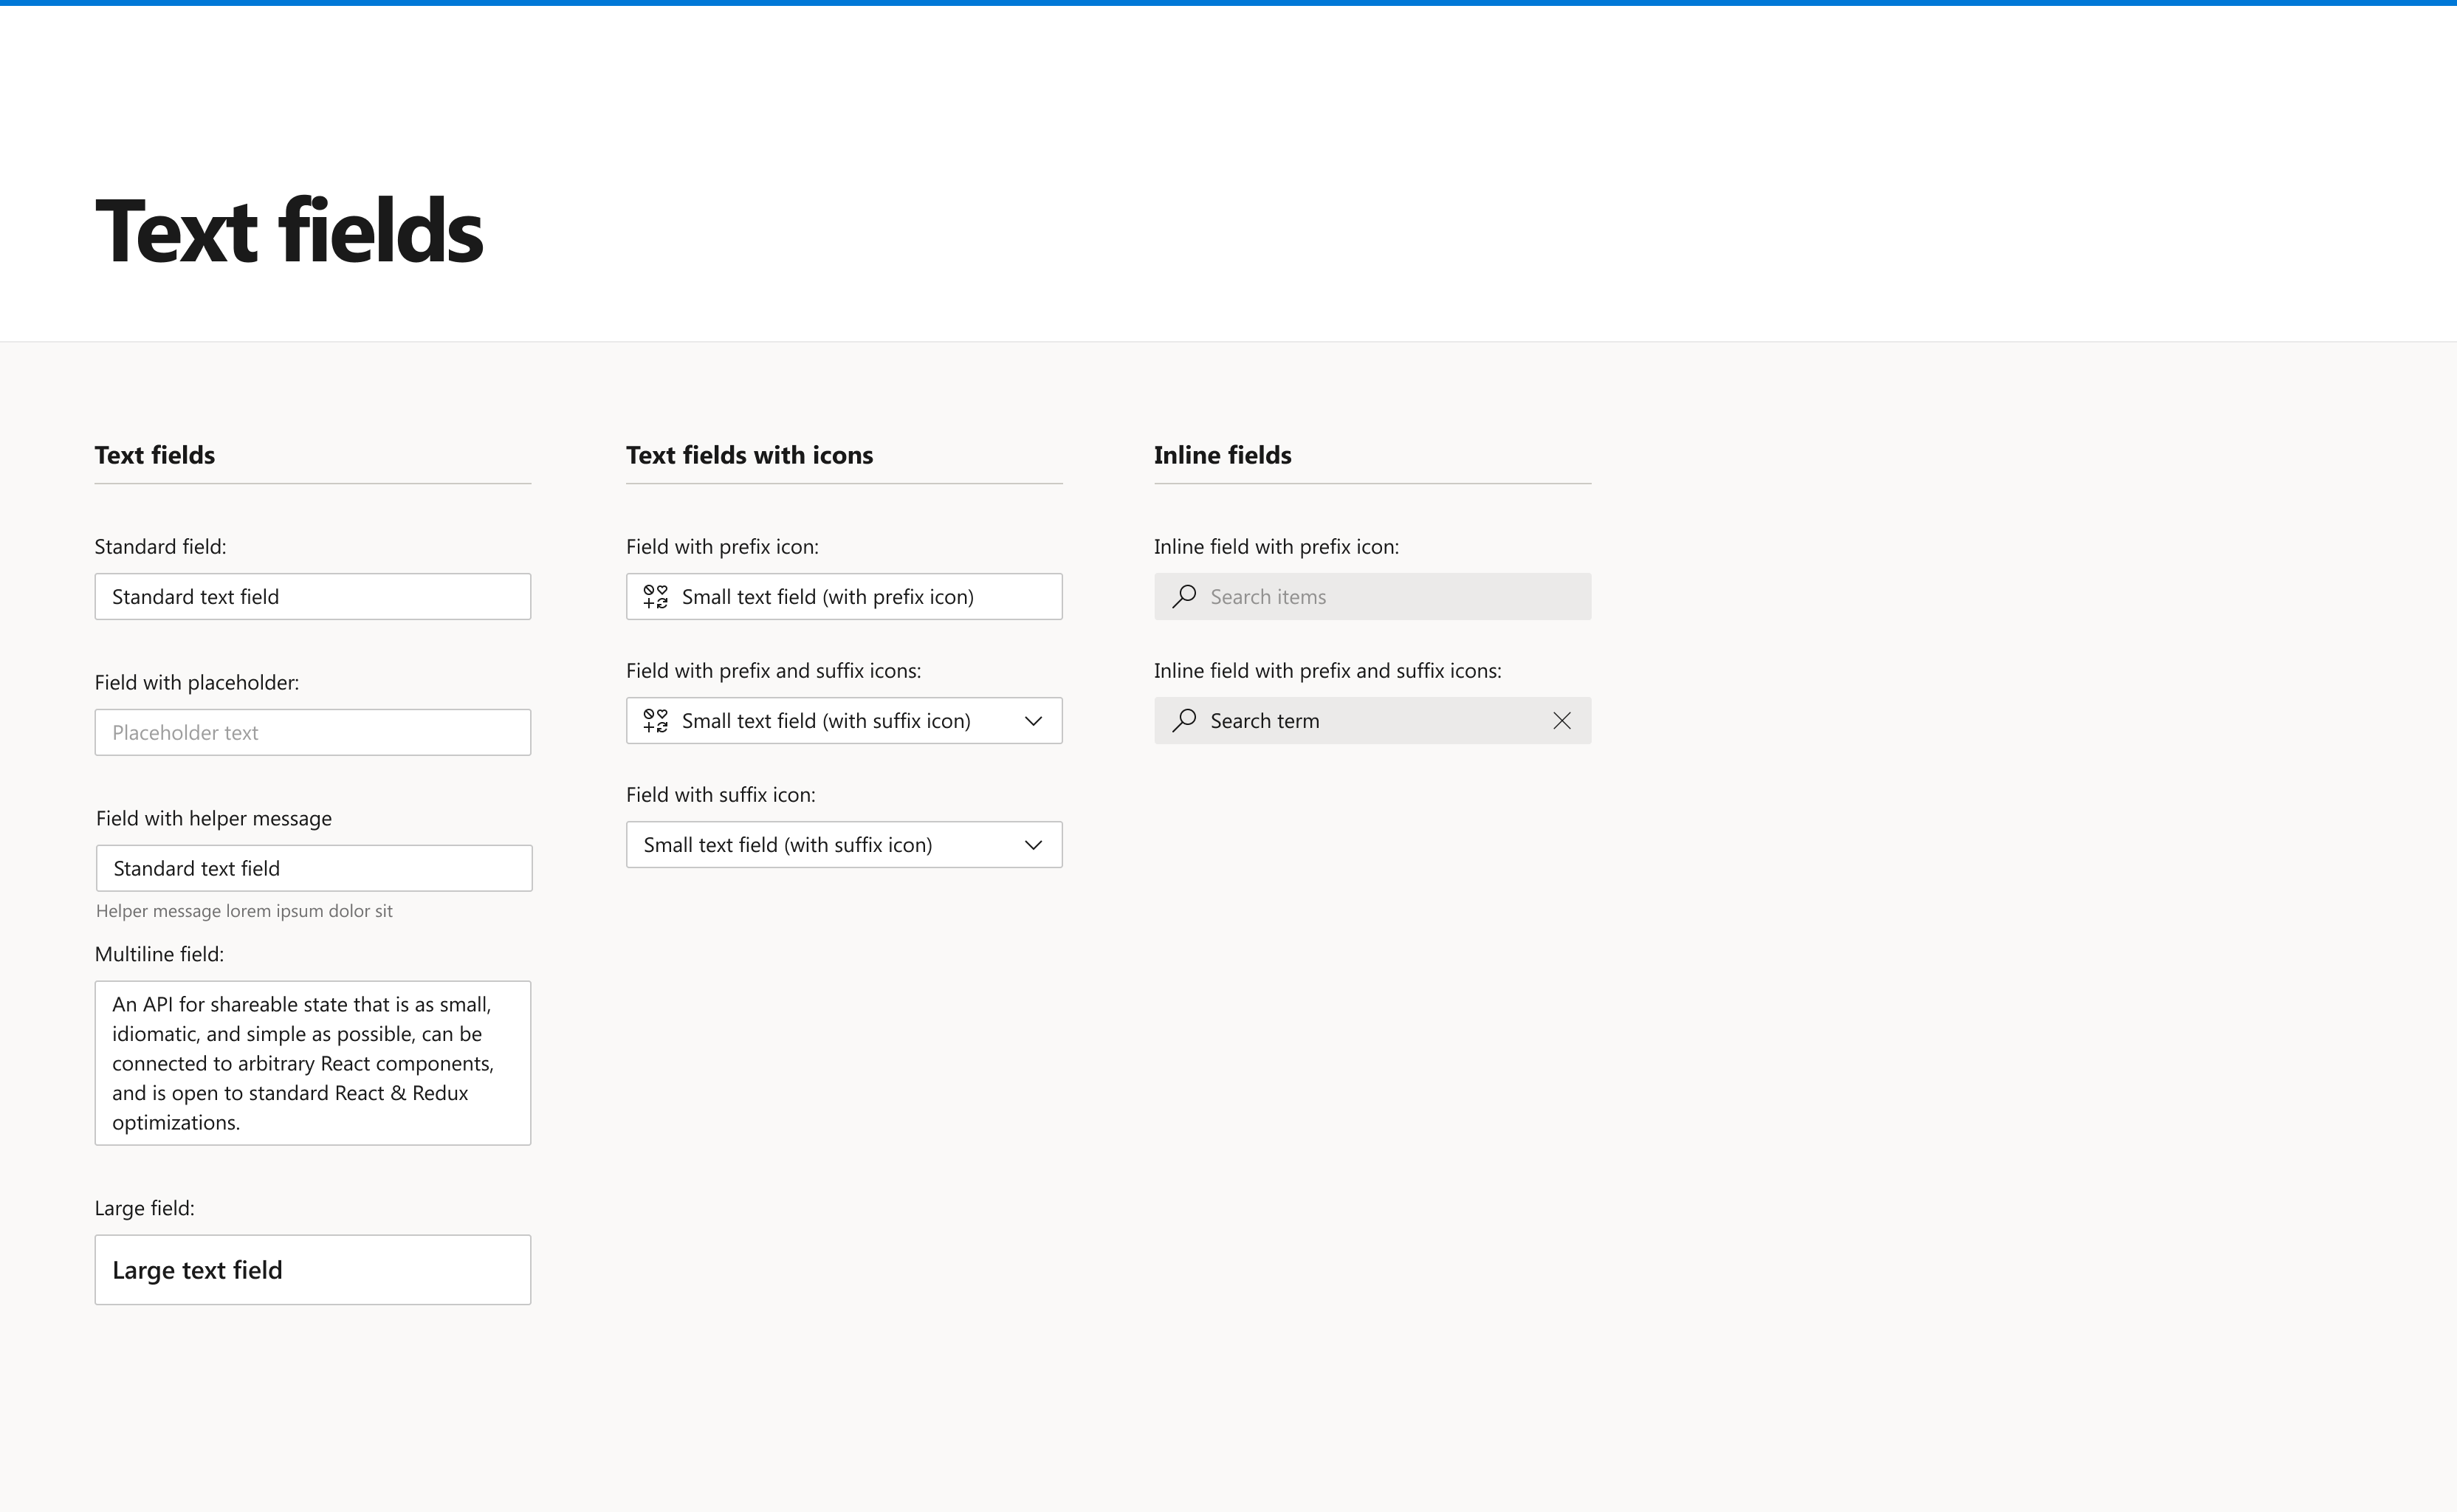 Text fields
Text fields
Standard field:
Standard text field
Field with placeholder:
Placeholder text
Field with helper message
Standard text field
Helper message lorem ipsum dolor sit
Multiline field:
An API for shareable state that is as small,
idiomatic, and simple as possible, can be
connected to arbitrary React components,
and is open to standard React & Redux
optimizations.
Large field:
Large text field
Text fields with icons
Field with prefix icon:
Small text field (with prefix icon)
Field with prefix and suffix icons:
Small text field (with suffix icon)
Field with suffix icon:
Small text field (with suffix icon)
Inline fields
Inline field with prefix icon:
Search items
Inline field with prefix and suffix icons:
Search term